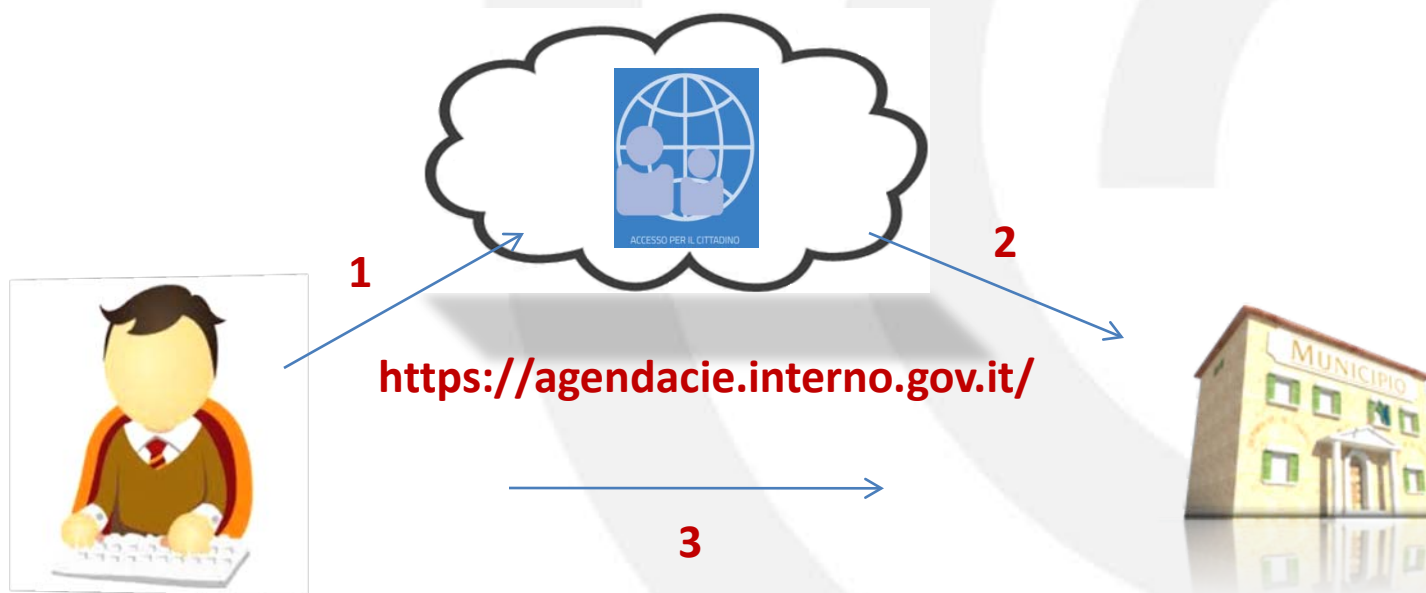 ACCESSO PER IL CITTADINO
1
2
https://agendacie.interno.gov.it/
MUNICIPIO
3